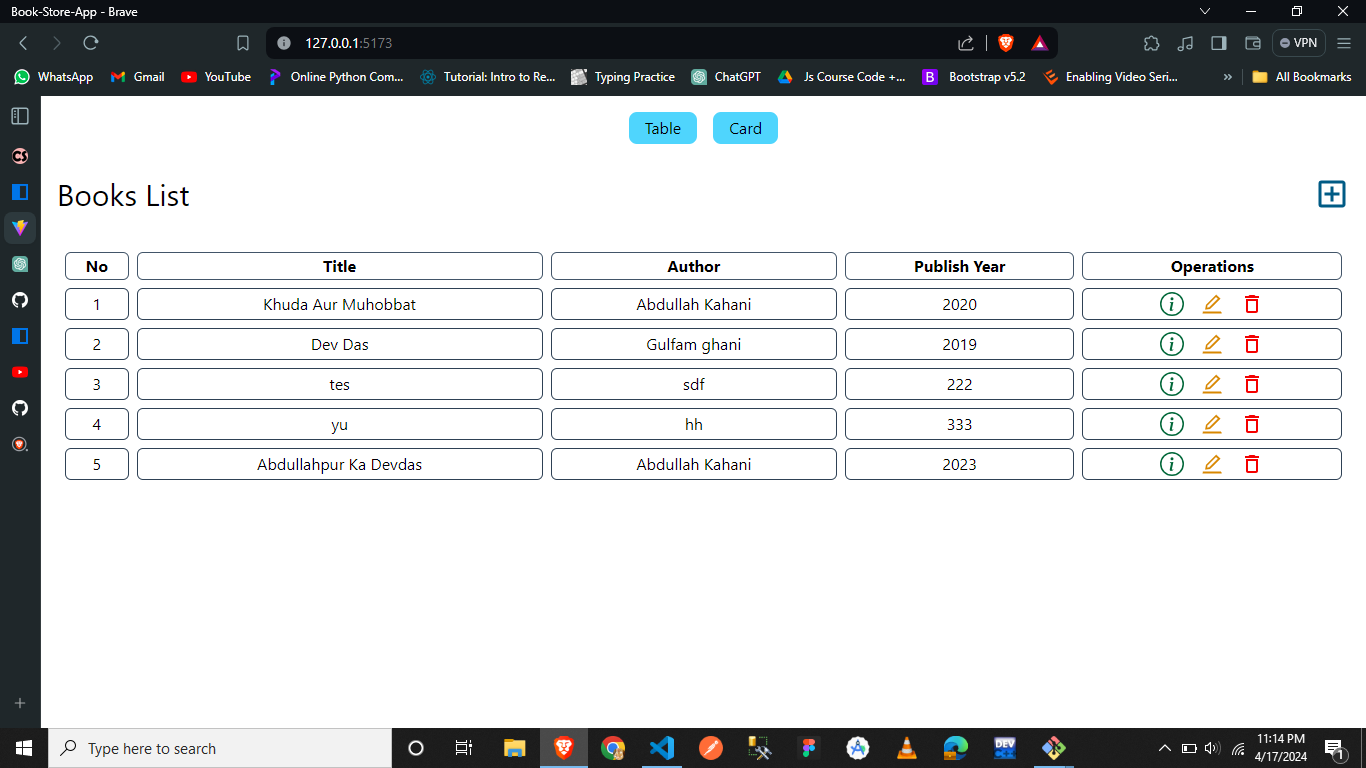 Book-Store-App - Brave
127.0.0.1:5173
VPN
WhatsApp Gmail YouTube Online Python Com... Tutorial: Intro to Re... Typing Practice ChatGPT Js Course Code +... Bootstrap v5.2 Enabling Video Seri... » All Bookmarks
Table Card
Books List
No Title Author Publish Year Operations
1 Khuda Aur Muhobbat Abdullah Kahani 2020
2 Dev Das Gulfam ghani 2019
3 tes sdf 222
4 yu hh 333
5 Abdullahpur Ka Devdas Abdullah Kahani 2023
Type here to search
DEV
11:14 PM
4/17/2024
1